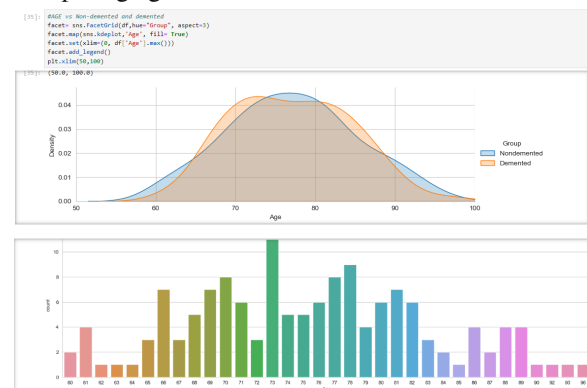 [35]: #AGE vs Non-demented and demented
facet= sns.FacetGrid(df,hue="Group", aspect=3)
facet.map(sns.kdeplot,'Age', fill= True)
facet.set(xlim=(0, df['Age'].max()))
facet.add_legend()
plt.xlim(50,100)
[35]: (50.0, 100.0)
0.04
0.03
0.02
0.01
0.00
Density
50 60 70 80 90 100
Age
Group
Nondemented
Demented
10
8
6
4
2
0
count
60 61 62 63 64 65 66 67 68 69 70 71 72 73 74 75 76 77 78 79 80 81 82 83 84 85 86 87 88 89 90 91 92 93